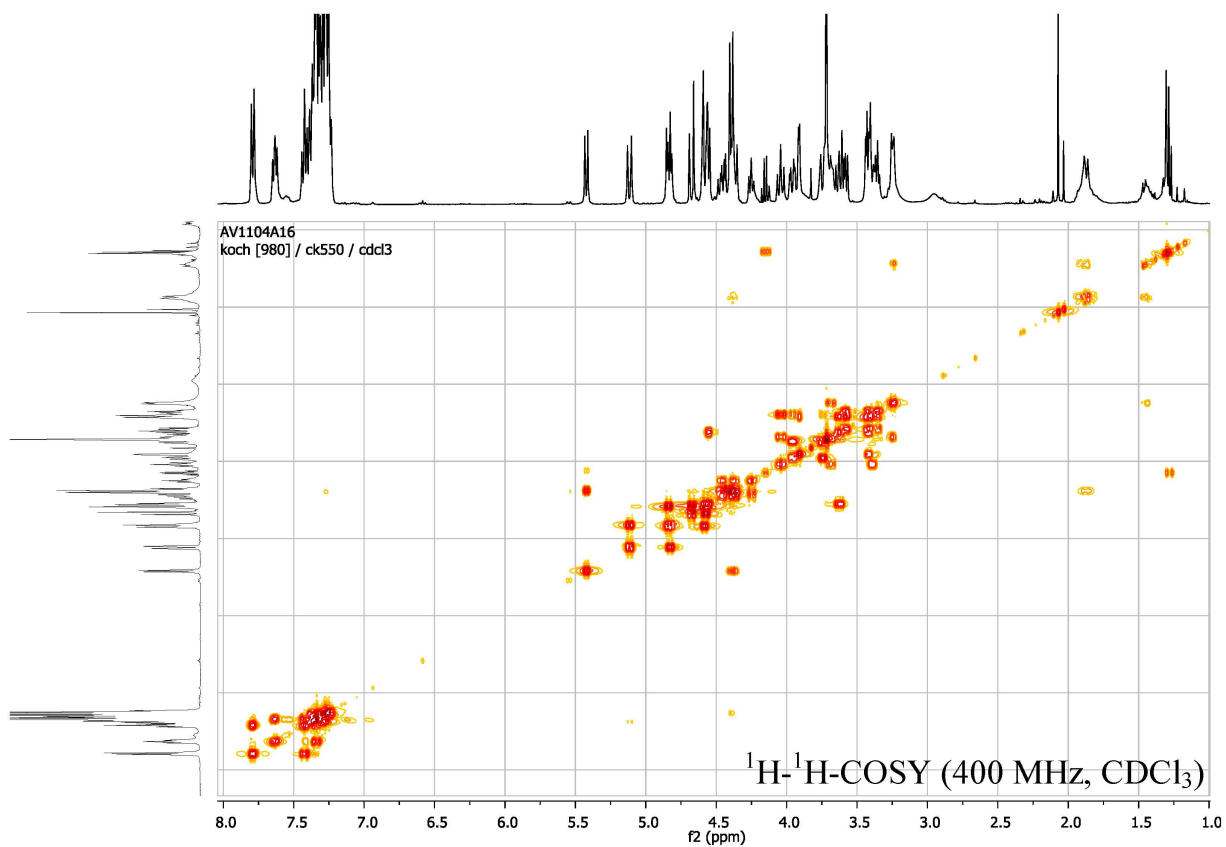 AV1104A16
koch [980] / ck550 / cdcl3
¹H-¹H-COSY (400 MHz, CDCl₃)
8.0 7.5 7.0 6.5 6.0 5.5 5.0 4.5 4.0 3.5 3.0 2.5 2.0 1.5 1.0
f2 (ppm)